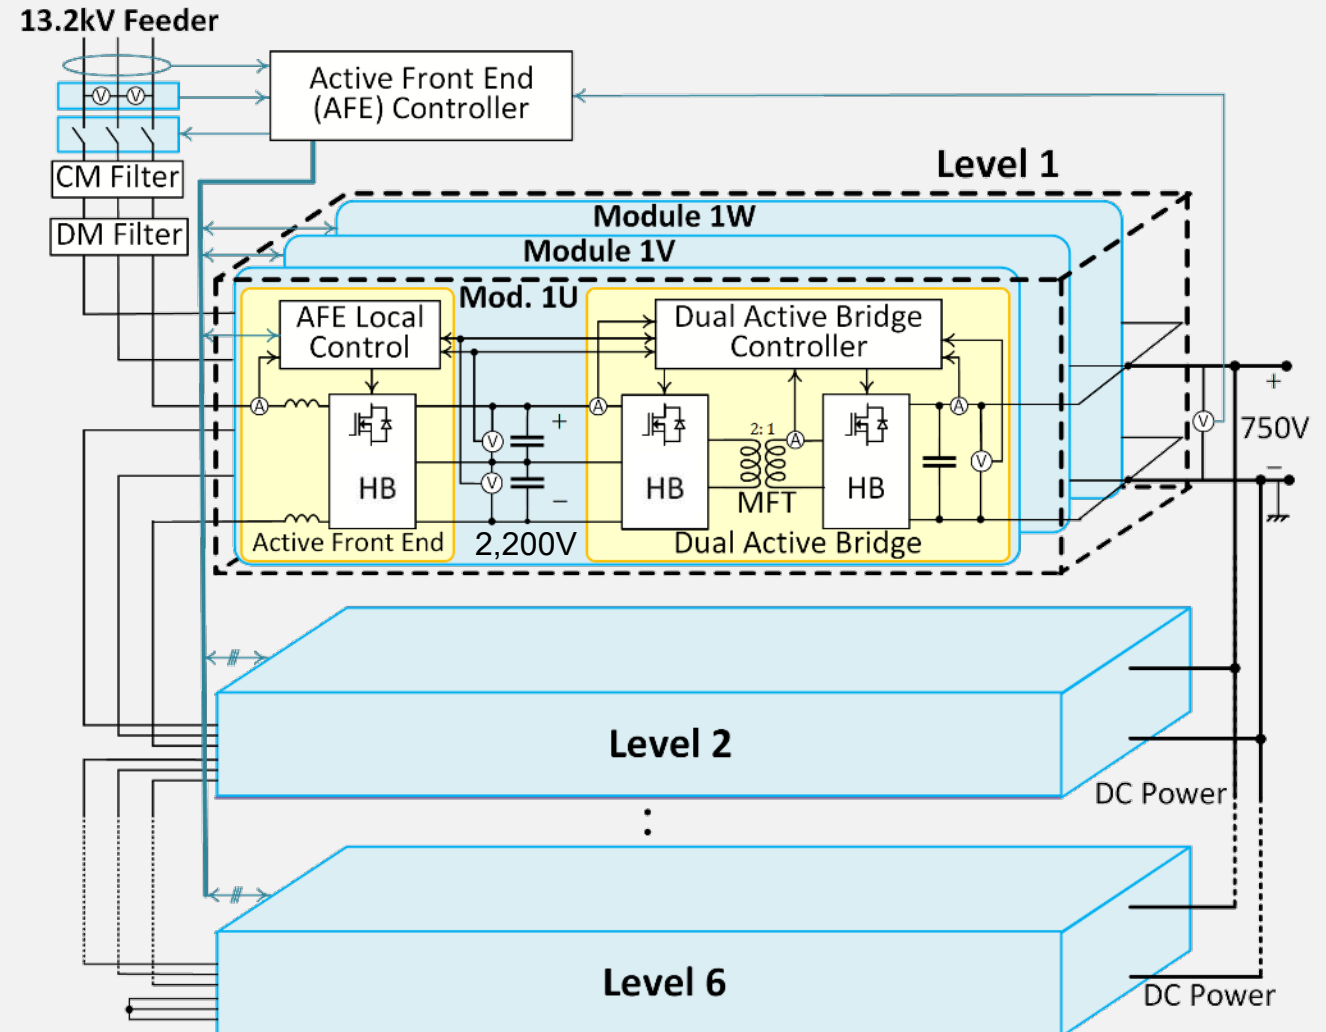 13.2kV Feeder
Active Front End
(AFE) Controller
V
V
CM Filter
DM Filter
Level 1
Module 1W
Module 1V
Mod. 1U
AFE Local
Control
Dual Active Bridge
Controller
A
A
A
A
HB
V
V
+
−
HB
2:1
MFT
HB
V
Active Front End
2,200V
Dual Active Bridge
+
V
750V
−
Level 2
DC Power
Level 6
DC Power